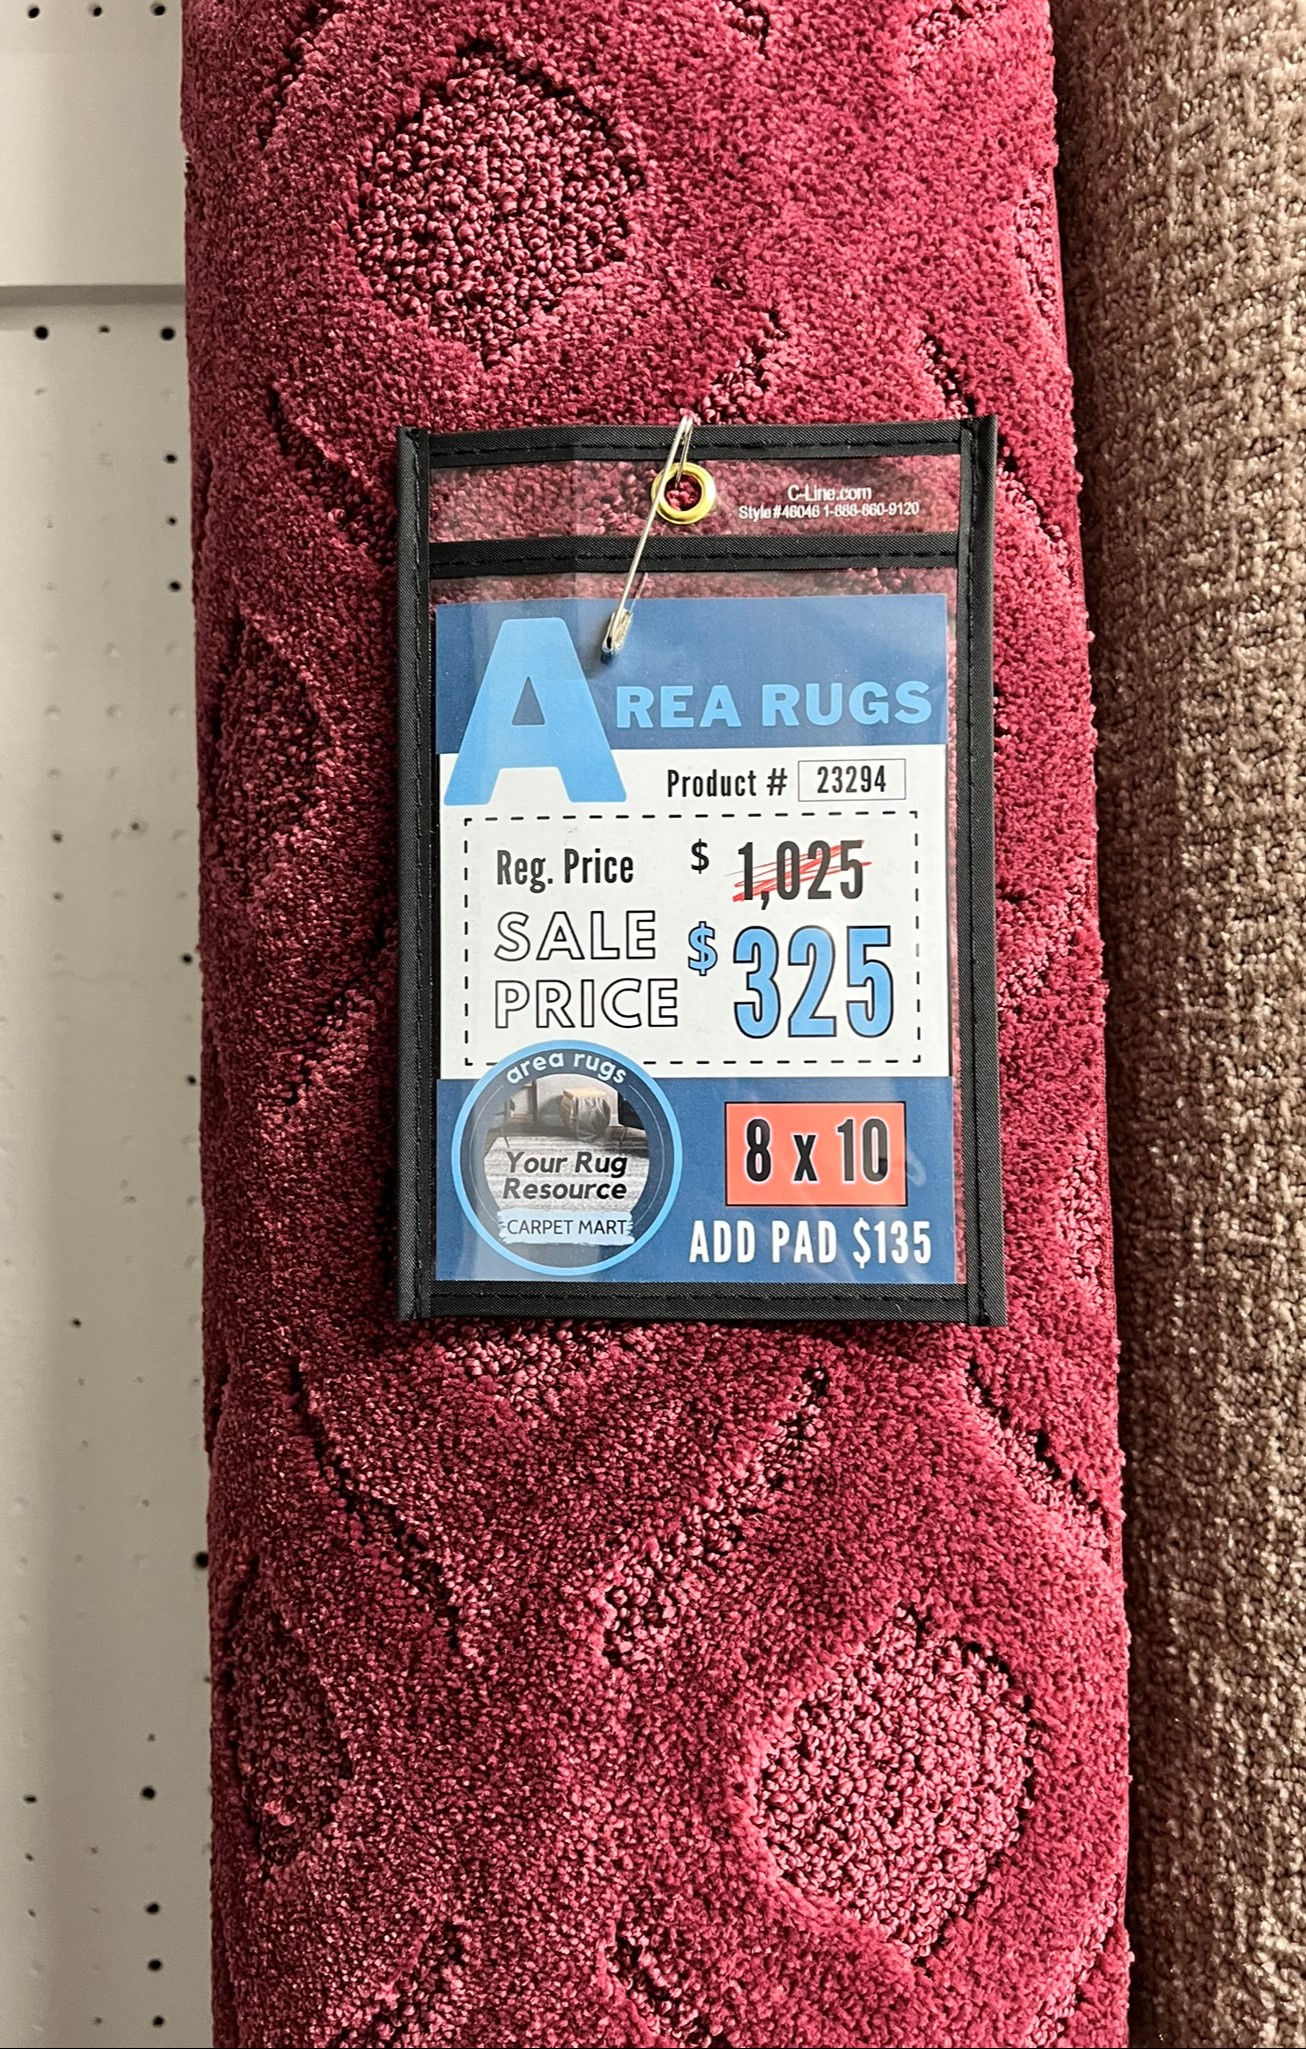 C-Line.com
Style #46046 1-888-860-9120
AREA RUGS
Product # 23294
Reg. Price $ 1,025
SALE PRICE $ 325
area rugs
Your Rug
Resource
CARPET MART
8 x 10
ADD PAD $135